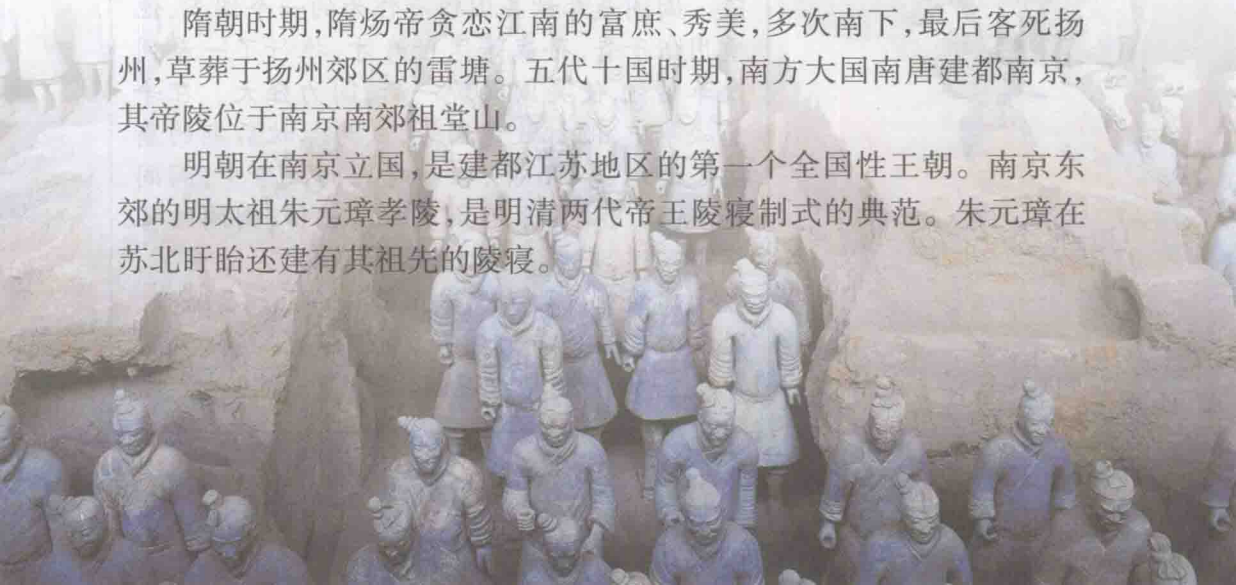 隋朝时期,隋炀帝贪恋江南的富庶、秀美,多次南下,最后客死扬
州,草葬于扬州郊区的雷塘。五代十国时期,南方大国南唐建都南京,
其帝陵位于南京南郊祖堂山。
明朝在南京立国,是建都江苏地区的第一个全国性王朝。南京东
郊的明太祖朱元璋孝陵,是明清两代帝王陵寝制式的典范。朱元璋在
苏北盱眙还建有其祖先的陵寝。